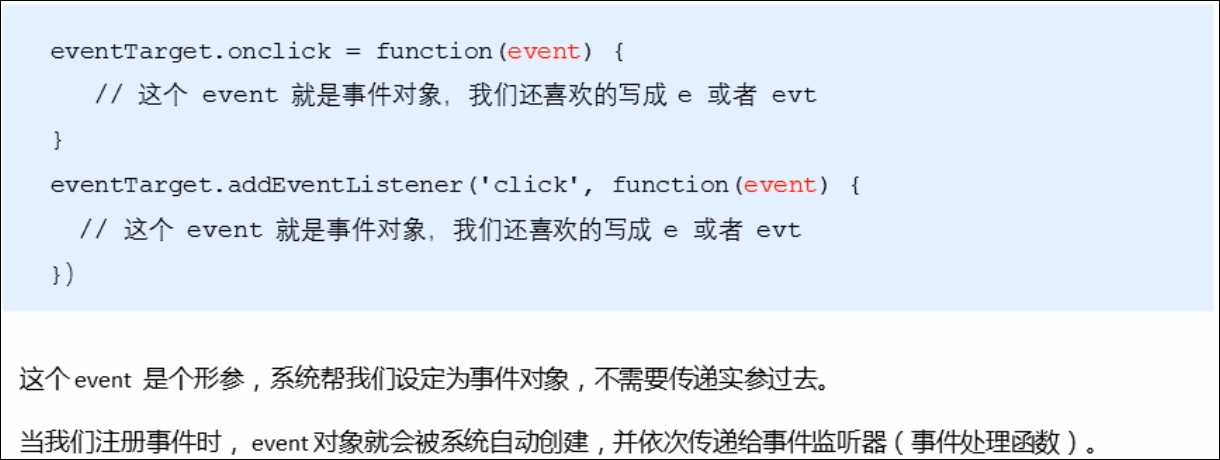 eventTarget.onclick = function(event) {
// 这个 event 就是事件对象，我们还喜欢的写成 e 或者 evt
}
eventTarget.addEventListener('click', function(event) {
// 这个 event 就是事件对象，我们还喜欢的写成 e 或者 evt
})
这个 event 是个形参，系统帮我们设定为事件对象，不需要传递实参过去。
当我们注册事件时， event 对象就会被系统自动创建，并依次传递给事件监听器（事件处理函数）。